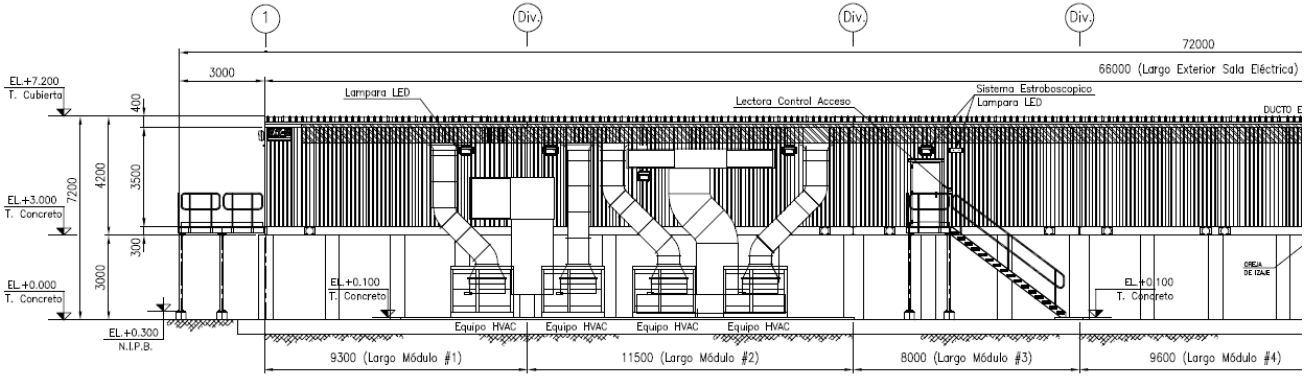 1
Div.
Div.
Div.
72000
3000
66000 (Largo Exterior Sala Eléctrica)
EL.+7.200
T. Cubierta
Lampara LED
Lectora Control Acceso
Sistema Estroboscopico
Lampara LED
DUCTO E
400
3500
4200
7200
300
3000
EL.+3.000
T. Concreto
EL.+0.000
T. Concreto
EL.+0.300
N.I.P.B.
EL.+0.100
T. Concreto
EL.+0.100
T. Concreto
OREJA
DE IZAJE
Equipo HVAC
Equipo HVAC
Equipo HVAC
Equipo HVAC
9300 (Largo Módulo #1)
11500 (Largo Módulo #2)
8000 (Largo Módulo #3)
9600 (Largo Módulo #4)